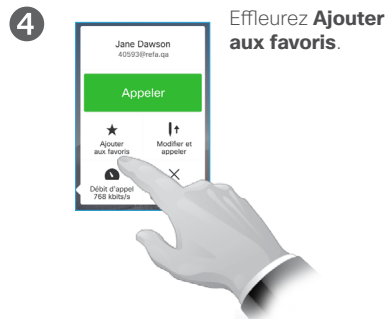 4
Effleurez Ajouter
aux favoris.
Jane Dawson
40593@refa.qa
Appeler
Ajouter
aux favoris
Modifier et
appeler
Débit d'appel
768 kbits/s